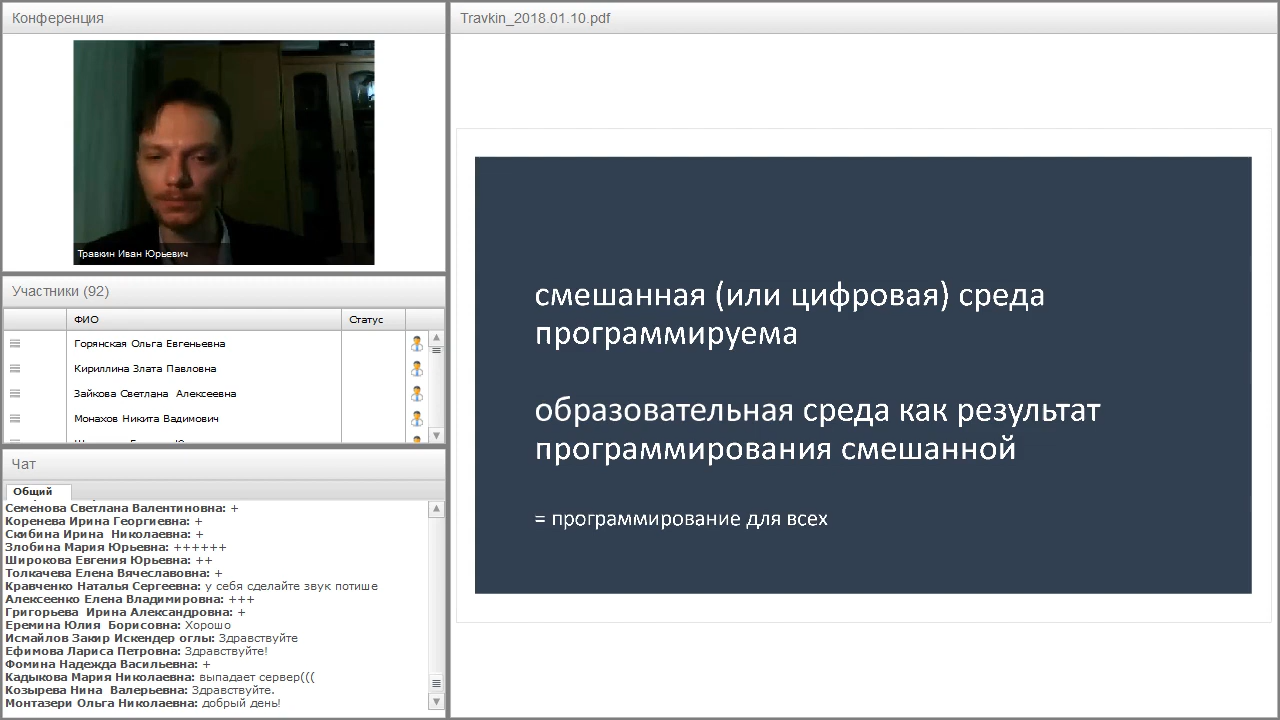 Конференция
Травкин Иван Юрьевич
Участники (92)
ФИО
Статус
Горянская Ольга Евгеньевна
Кириллина Злата Павловна
Зайкова Светлана Алексеевна
Монахов Никита Вадимович
Чат
Общий
Семенова Светлана Валентиновна: +
Коренева Ирина Георгиевна: +
Скибина Ирина Николаевна: +
Злобина Мария Юрьевна: ++++++
Широкова Евгения Юрьевна: ++
Толкачева Елена Вячеславовна: +
Кравченко Наталья Сергеевна: у себя сделайте звук потише
Алексеенко Елена Владимировна: +++
Григорьева Ирина Александровна: +
Еремина Юлия Борисовна: Хорошо
Исмайлов Закир Искендер оглы: Здравствуйте
Ефимова Лариса Петровна: Здравствуйте!
Фомина Надежда Васильевна: +
Кадыкова Мария Николаевна: выпадает сервер(((
Козырева Нина Валерьевна: Здравствуйте.
Монтазери Ольга Николаевна: добрый день!
Travkin_2018.01.10.pdf
смешанная (или цифровая) среда
программируема
образовательная среда как результат
программирования смешанной
= программирование для всех